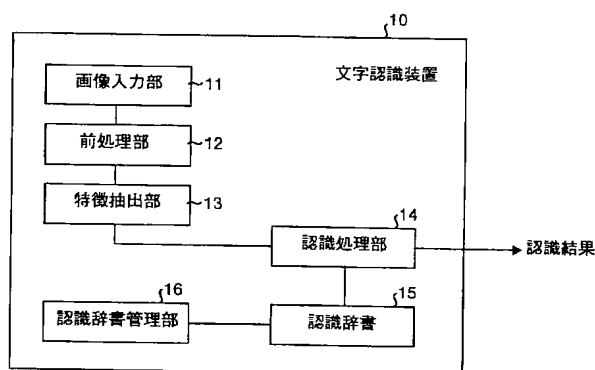 10
文字認識装置
画像入力部
11
前処理部
12
特徴抽出部
13
14
認識処理部
認識結果
16
15
認識辞書管理部
認識辞書